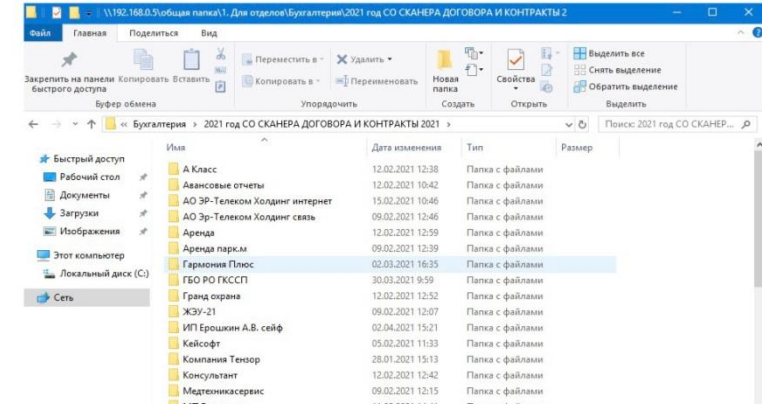 \\192.168.0.5\общая папка\1. Для отделов\Бухгалтерия\2021 год СО СКАНЕРА ДОГОВОРА И КОНТРАКТЫ 2
Файл Главная Поделиться Вид
Закрепить на панели быстрого доступа
Копировать
Вставить
Переместить в
Копировать в
Удалить
Переименовать
Новая папка
Свойства
Выделить все
Снять выделение
Обратить выделение
Буфер обмена Упорядочить Создать Открыть Выделить
« Бухгалтерия › 2021 год СО СКАНЕРА ДОГОВОРА И КОНТРАКТЫ 2021 ›
Поиск: 2021 год СО СКАНЕР...
Быстрый доступ
Рабочий стол
Документы
Загрузки
Изображения
Этот компьютер
Локальный диск (C:)
Сеть
Имя Дата изменения Тип Размер
А Класс 12.02.2021 12:38 Папка с файлами
Авансовые отчеты 12.02.2021 10:42 Папка с файлами
АО ЭР-Телеком Холдинг интернет 15.02.2021 10:46 Папка с файлами
АО Эр-Телеком Холдинг связь 09.02.2021 12:46 Папка с файлами
Аренда 12.02.2021 12:59 Папка с файлами
Аренда парк.м 09.02.2021 12:39 Папка с файлами
Гармония Плюс 02.03.2021 16:35 Папка с файлами
ГБО РО ГКССП 30.03.2021 9:59 Папка с файлами
Гранд охрана 12.02.2021 12:52 Папка с файлами
ЖЭУ-21 09.02.2021 12:07 Папка с файлами
ИП Ерошкин А.В. сейф 02.04.2021 15:21 Папка с файлами
Кейсофт 05.02.2021 11:33 Папка с файлами
Компания Тензор 28.01.2021 15:13 Папка с файлами
Консультант 12.02.2021 12:42 Папка с файлами
Медтехникасервис 09.02.2021 12:15 Папка с файлами